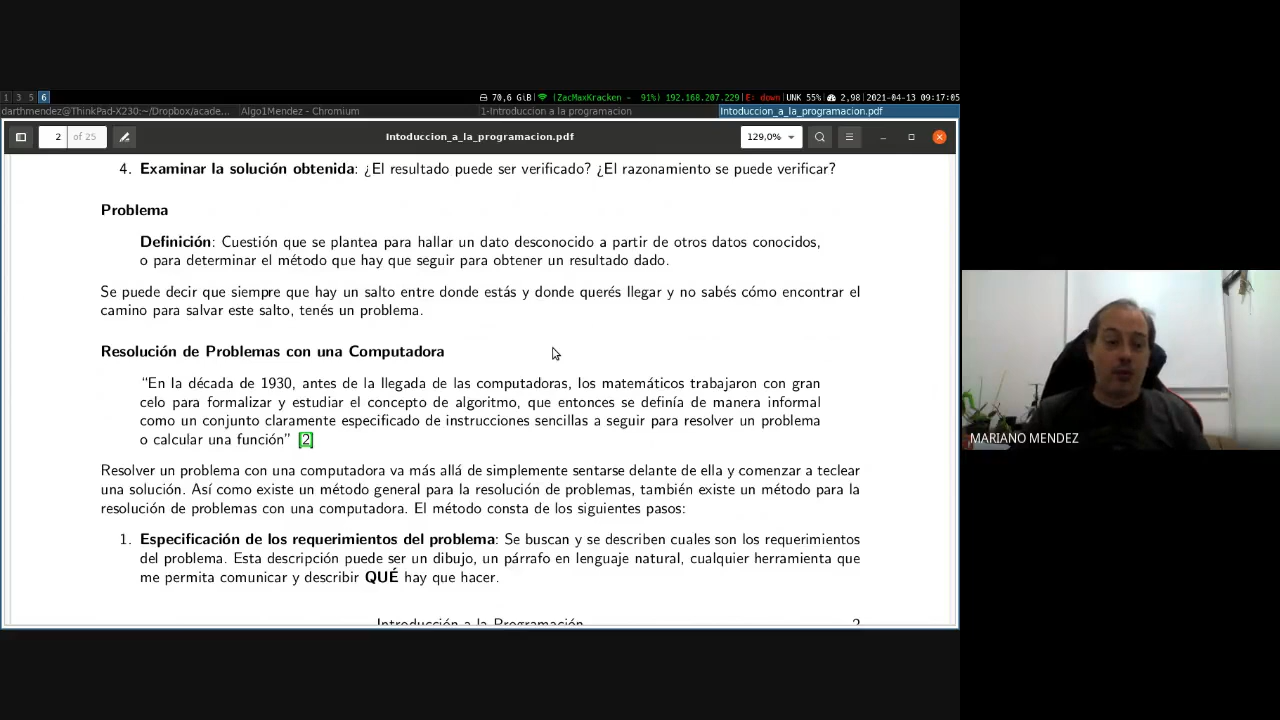 1 3 5 6
70,6 GiB (ZacMaxKracken - 91%) 192.168.207.229 E: down UNK 55% 2,98 2021-04-13 09:17:05
darthmendez@ThinkPad-X230:~/Dropbox/acade... Algo1Mendez - Chromium 1-Introduccion a la programacion Intoduccion_a_la_programacion.pdf
2 of 25 Intoduccion_a_la_programacion.pdf 129,0%
4. Examinar la solución obtenida: ¿El resultado puede ser verificado? ¿El razonamiento se puede verificar?
Problema
Definición: Cuestión que se plantea para hallar un dato desconocido a partir de otros datos conocidos,
o para determinar el método que hay que seguir para obtener un resultado dado.
Se puede decir que siempre que hay un salto entre donde estás y donde querés llegar y no sabés cómo encontrar el
camino para salvar este salto, tenés un problema.
Resolución de Problemas con una Computadora
“En la década de 1930, antes de la llegada de las computadoras, los matemáticos trabajaron con gran
celo para formalizar y estudiar el concepto de algoritmo, que entonces se definía de manera informal
como un conjunto claramente especificado de instrucciones sencillas a seguir para resolver un problema
o calcular una función” [2]
Resolver un problema con una computadora va más allá de simplemente sentarse delante de ella y comenzar a teclear
una solución. Así como existe un método general para la resolución de problemas, también existe un método para la
resolución de problemas con una computadora. El método consta de los siguientes pasos:
1. Especificación de los requerimientos del problema: Se buscan y se describen cuales son los requerimientos
del problema. Esta descripción puede ser un dibujo, un párrafo en lenguaje natural, cualquier herramienta que
me permita comunicar y describir QUÉ hay que hacer.
Introducción a la Programación 2
MARIANO MENDEZ